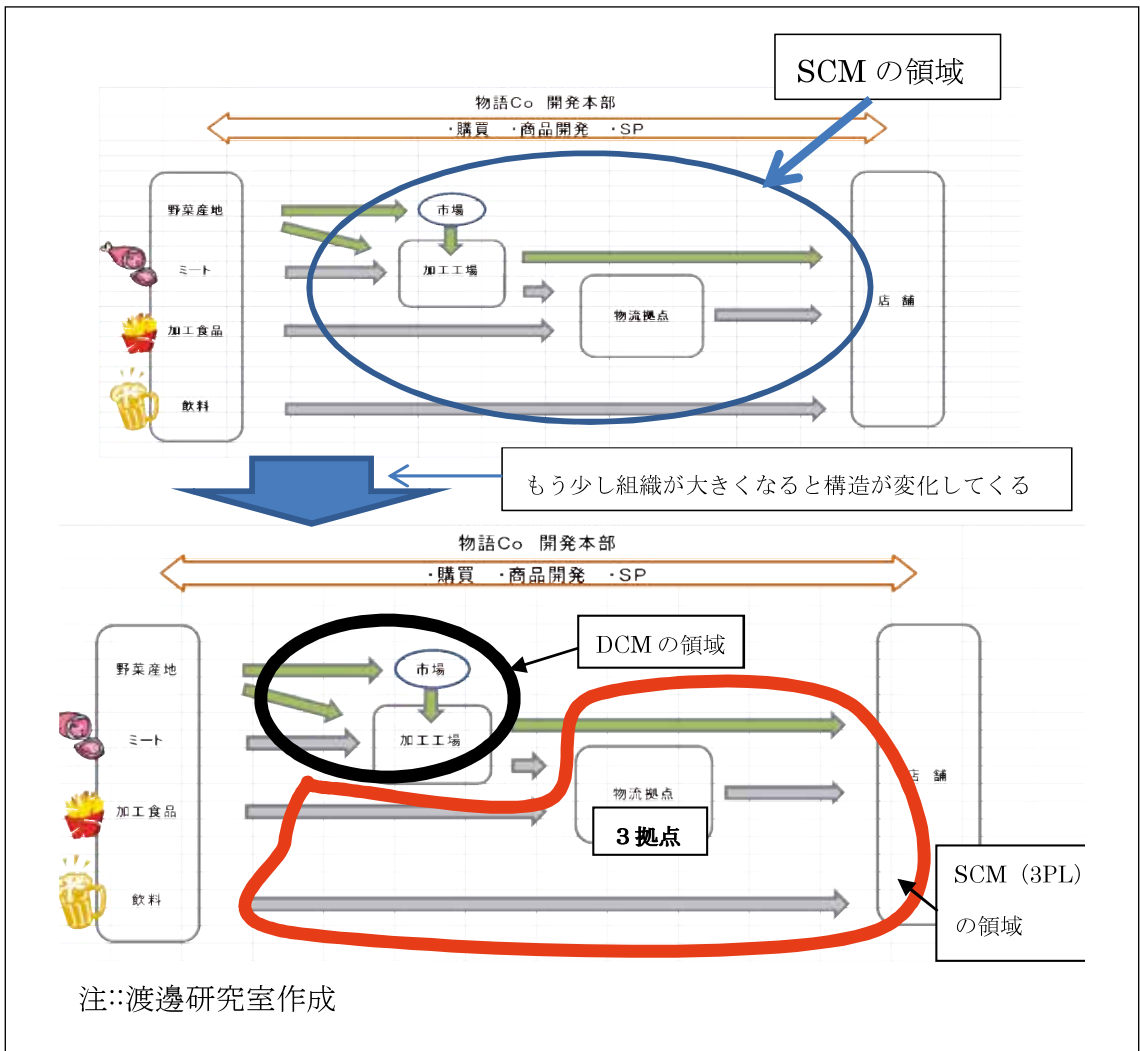 SCM の領域
物語Co 開発本部
・購買 ・商品開発 ・SP
野菜産地
市場
ミート
加工工場
店 舗
物流拠点
加工食品
飲料
もう少し組織が大きくなると構造が変化してくる
物語Co 開発本部
・購買 ・商品開発 ・SP
DCM の領域
野菜産地
市場
ミート
加工工場
店 舗
物流拠点
加工食品
3 拠点
SCM（3PL）
の領域
飲料
注::渡邊研究室作成